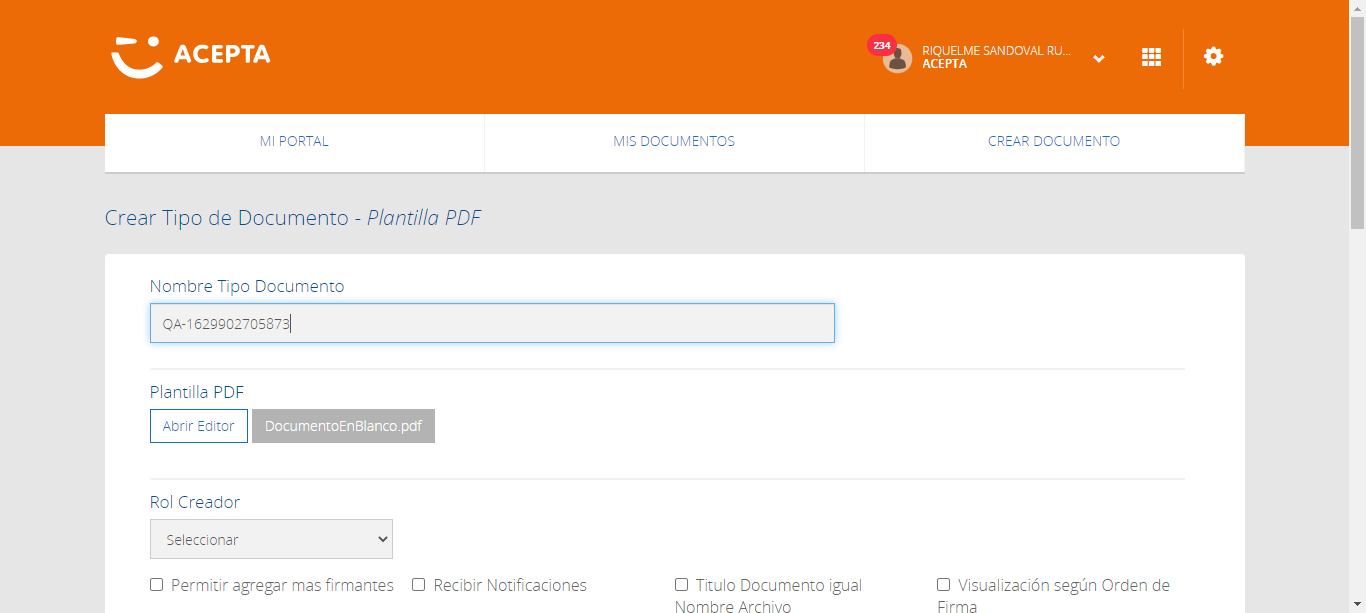 ACEPTA
234
RIQUELME SANDOVAL RU...
ACEPTA
MI PORTAL
MIS DOCUMENTOS
CREAR DOCUMENTO
Crear Tipo de Documento - Plantilla PDF
Nombre Tipo Documento
QA-1629902705873
Plantilla PDF
Abrir Editor
DocumentoEnBlanco.pdf
Rol Creador
Seleccionar
Permitir agregar mas firmantes
Recibir Notificaciones
Titulo Documento igual
Nombre Archivo
Visualización según Orden de
Firma